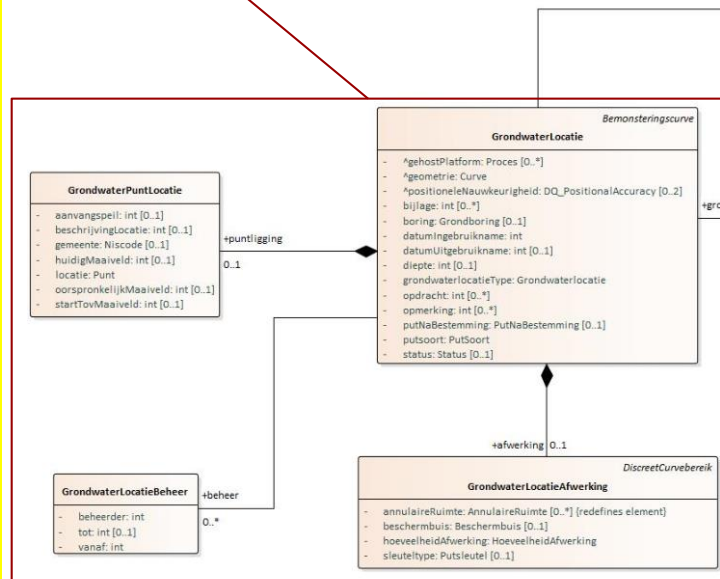 Bemonsteringscurve
GrondwaterLocatie
- ^gehostPlatform: Proces [0..*]
- ^geometrie: Curve
- ^positioneleNauwkeurigheid: DQ_PositionalAccuracy [0..2]
- bijlage: int [0..*]
- boring: Grondboring [0..1]
- datumIngebruikname: int
- datumUitgebruikname: int [0..1]
- diepte: int [0..1]
- grondwaterlocatieType: Grondwaterlocatie
- opdracht: int [0..*]
- opmerking: int [0..*]
- putNaBestemming: PutNaBestemming [0..1]
- putsoort: PutSoort
- status: Status [0..1]
+gro
GrondwaterPuntLocatie
- aanvangspeil: int [0..1]
- beschrijvingLocatie: int [0..1]
- gemeente: Niscode [0..1]
- huidigMaaiveld: int [0..1]
- locatie: Punt
- oorspronkelijkMaaiveld: int [0..1]
- startTovMaaiveld: int [0..1]
+puntligging
0..1
+afwerking 0..1
GrondwaterLocatieBeheer
- beheerder: int
- tot: int [0..1]
- vanaf: int
+beheer
0..*
DiscreetCurvebereik
GrondwaterLocatieAfwerking
- annulaireRuimte: AnnulaireRuimte [0..*] {redefines element}
- beschermbuis: Beschermbuis [0..1]
- hoeveelheidAfwerking: HoeveelheidAfwerking
- sleuteltype: Putsleutel [0..1]